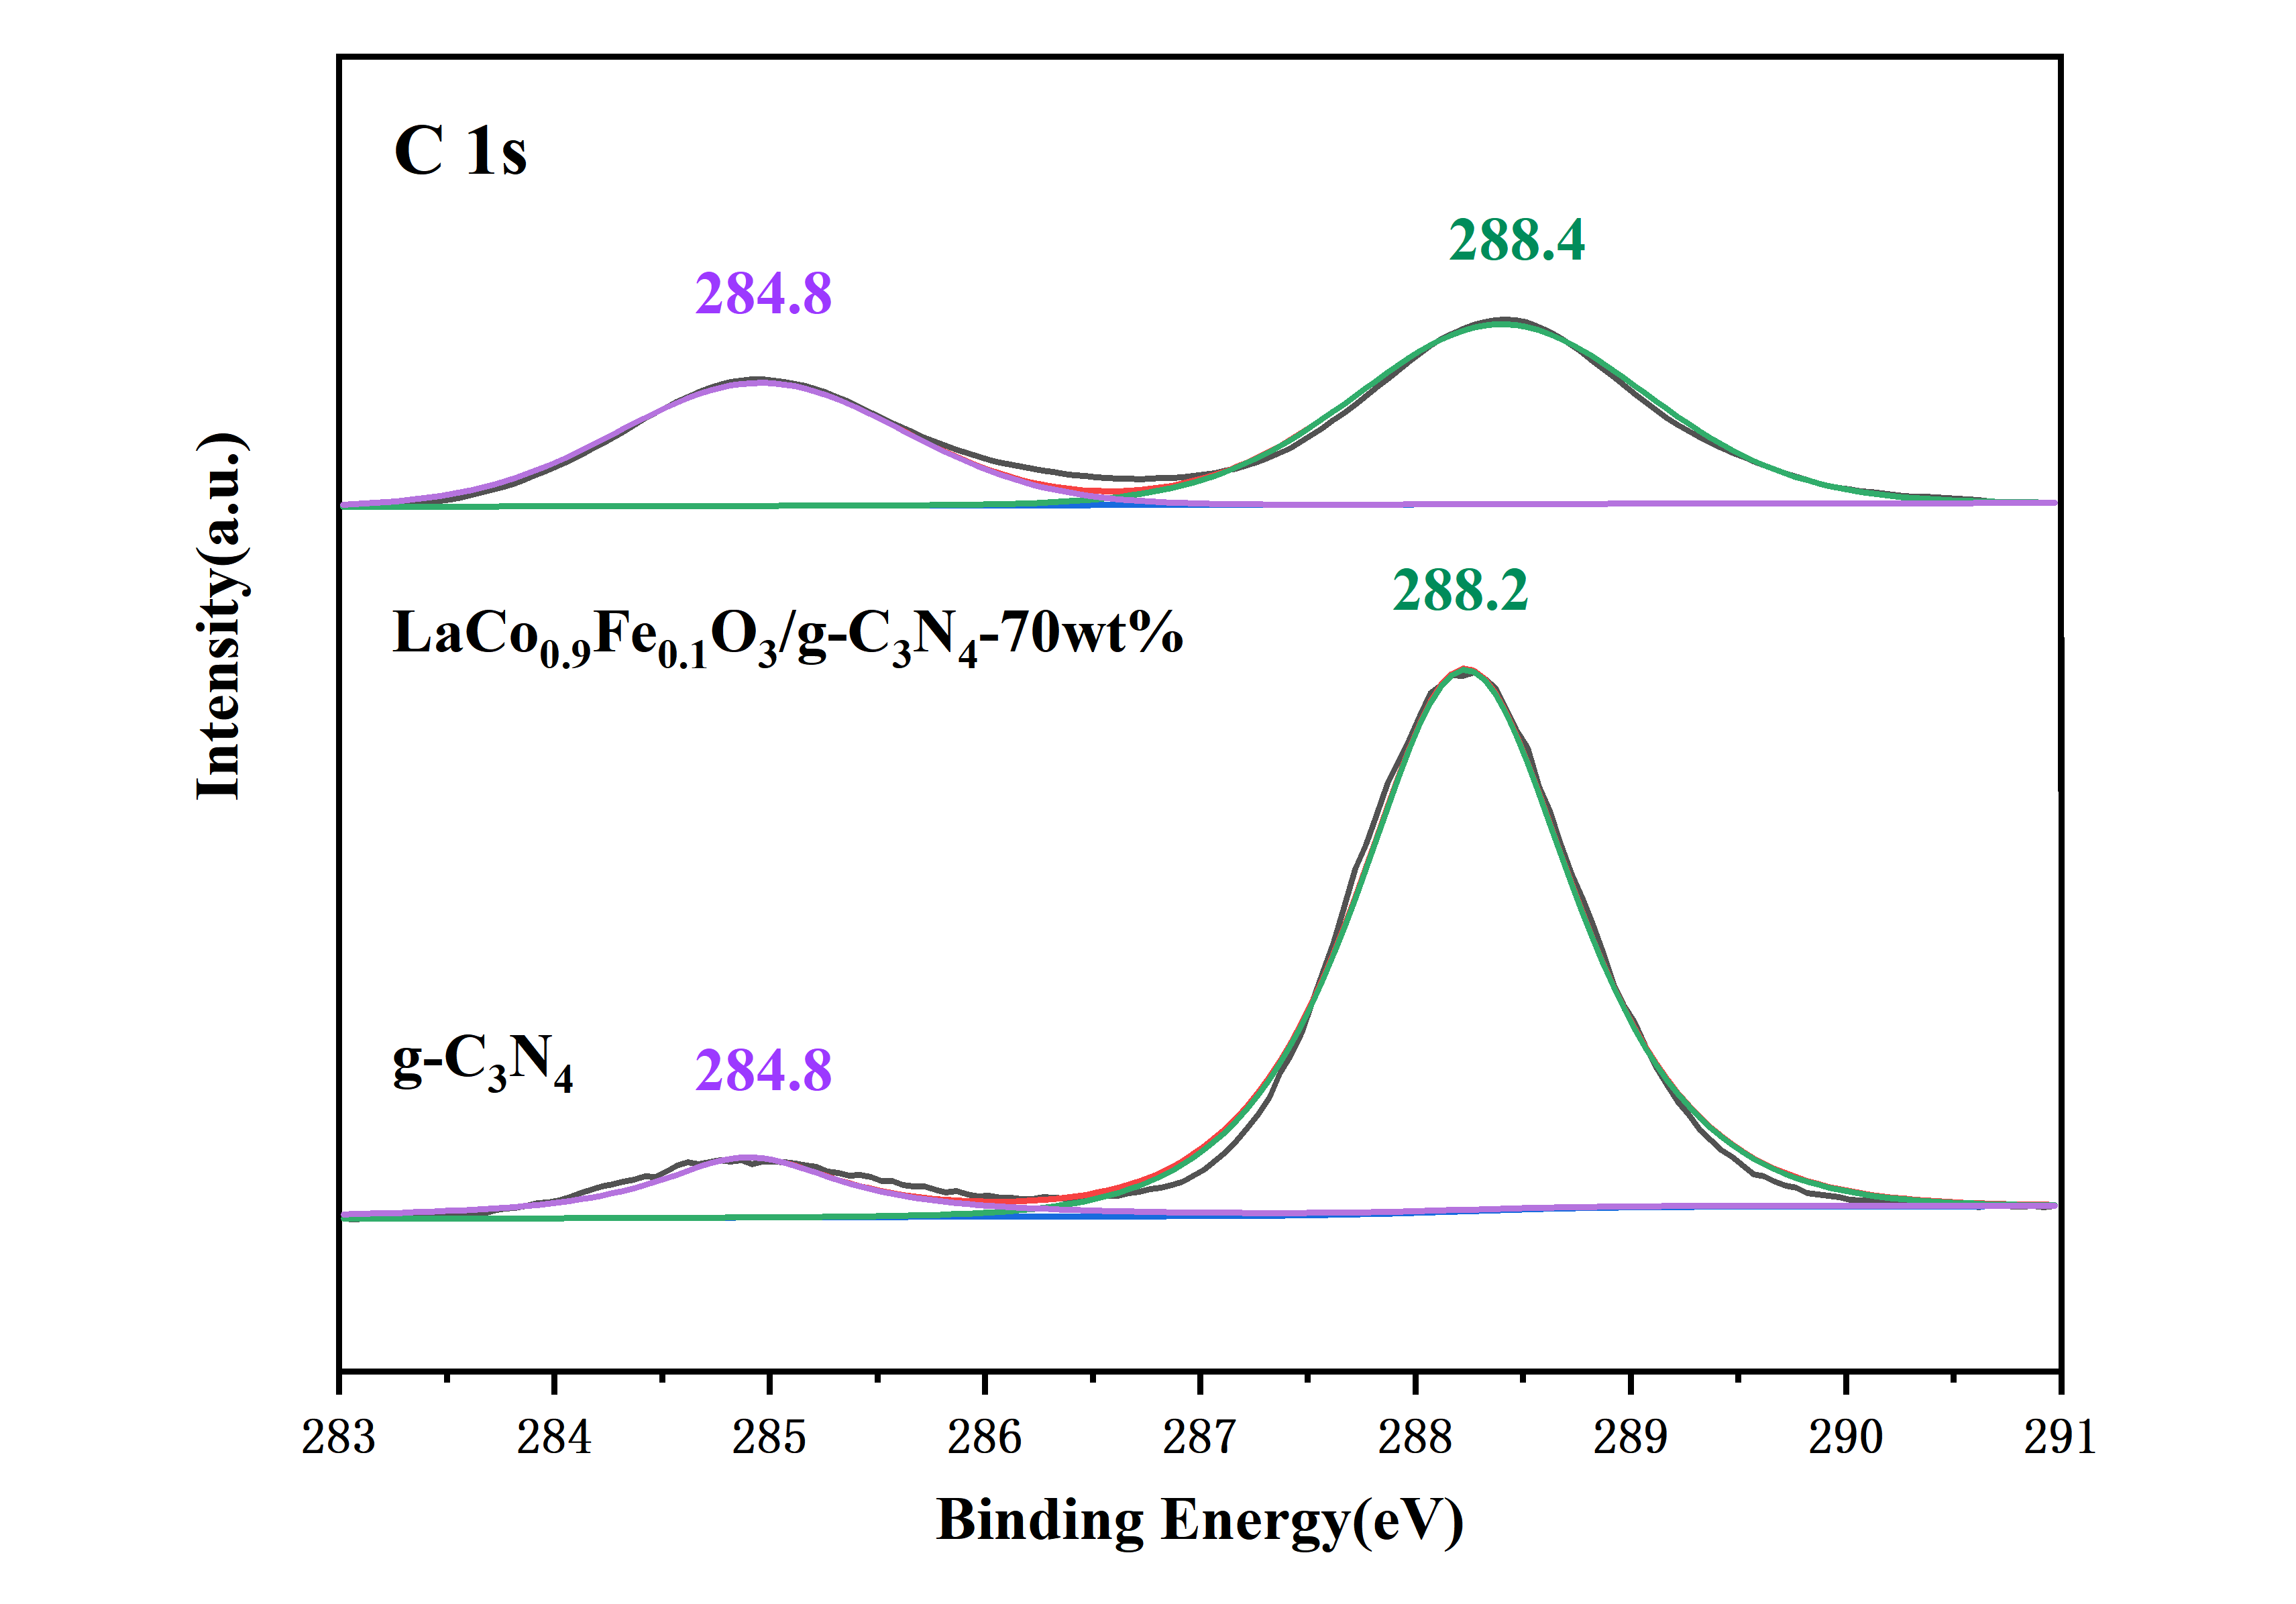 C 1s
288.4
284.8
288.2
LaCo0.9Fe0.1O3/g-C3N4-70wt%
g-C3N4
284.8
Intensity(a.u.)
283 284 285 286 287 288 289 290 291
Binding Energy(eV)